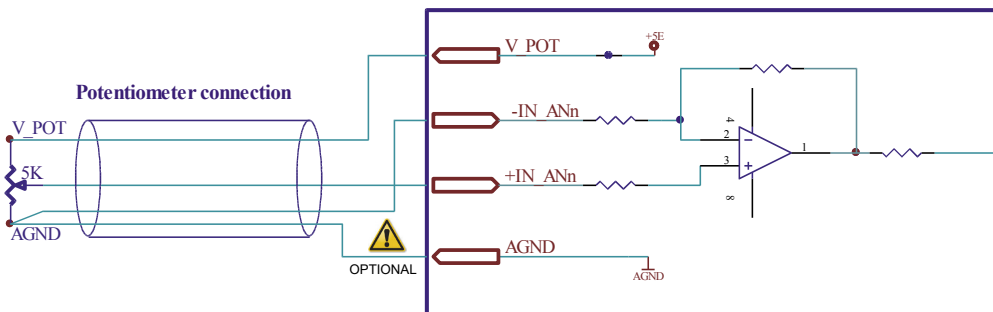 V_POT
+5E
Potentiometer connection
V_POT
-IN_ANn
4
2
1
3
5K
+IN_ANn
8
AGND
OPTIONAL
AGND
AGND